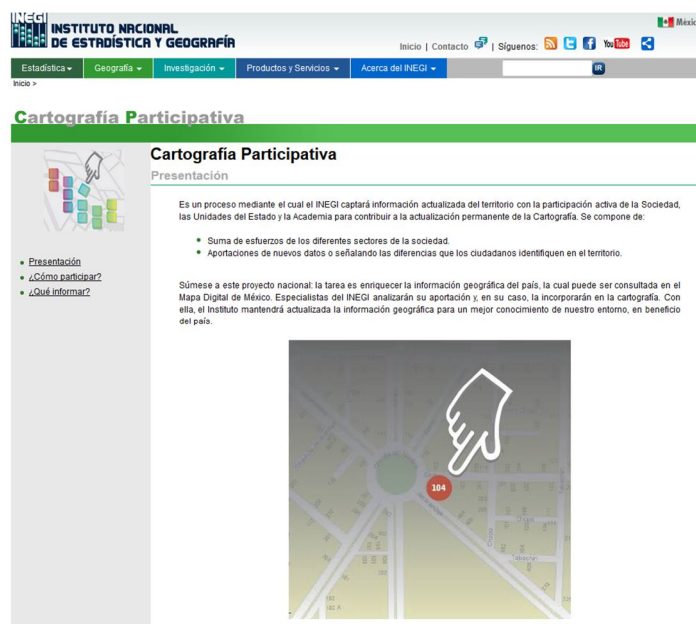 INEGI
INSTITUTO NACIONAL
DE ESTADÍSTICA Y GEOGRAFÍA
Méxic
Inicio | Contacto | Síguenos: You Tube
Estadística Geografía Investigación Productos y Servicios Acerca del INEGI IR
Inicio >
Cartografía Participativa
Cartografía Participativa
Presentación
Es un proceso mediante el cual el INEGI captará información actualizada del territorio con la participación activa de la Sociedad,
las Unidades del Estado y la Academia para contribuir a la actualización permanente de la Cartografía. Se compone de:
• Suma de esfuerzos de los diferentes sectores de la sociedad.
• Aportaciones de nuevos datos o señalando las diferencias que los ciudadanos identifiquen en el territorio.
• Presentación
• ¿Cómo participar?
• ¿Qué informar?
Súmese a este proyecto nacional: la tarea es enriquecer la información geográfica del país, la cual puede ser consultada en el
Mapa Digital de México. Especialistas del INEGI analizarán su aportación y, en su caso, la incorporarán en la cartografía. Con
ella, el Instituto mantendrá actualizada la información geográfica para un mejor conocimiento de nuestro entorno, en beneficio
del país.
104
Chupa
Tabachín